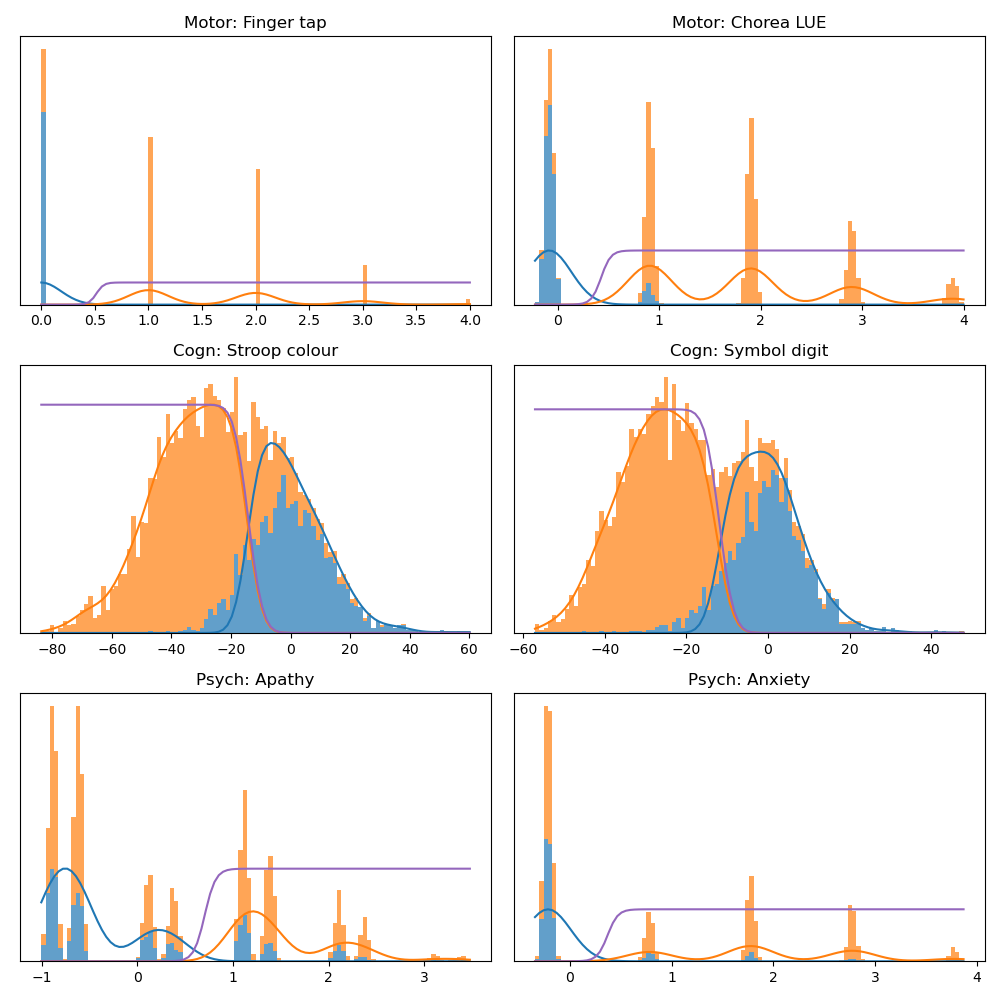 Motor: Finger tap
Motor: Chorea LUE
0.0 0.5 1.0 1.5 2.0 2.5 3.0 3.5 4.0
0 1 2 3 4
Cogn: Stroop colour
Cogn: Symbol digit
−80 −60 −40 −20 0 20 40 60
−60 −40 −20 0 20 40
Psych: Apathy
Psych: Anxiety
−1 0 1 2 3
0 1 2 3 4